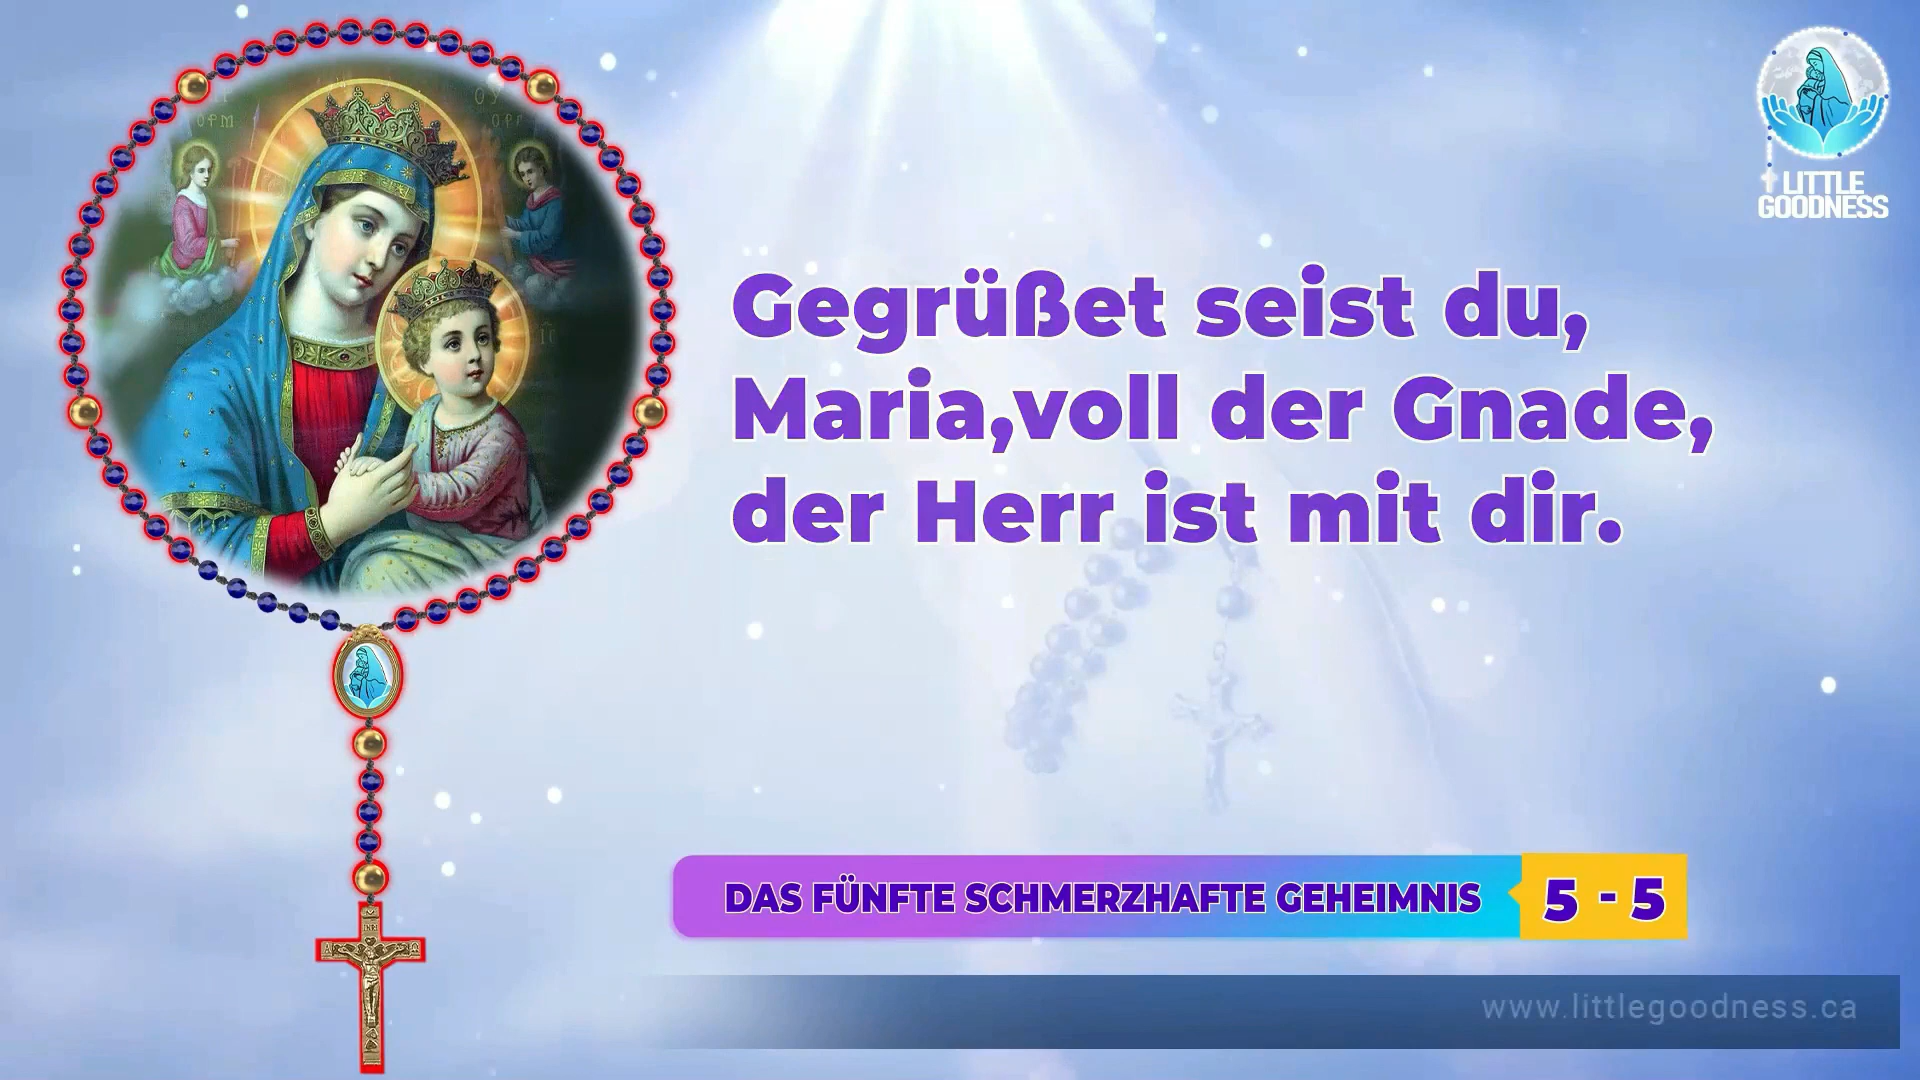 LITTLE
GOODNESS
Gegrüßet seist du,
Maria,voll der Gnade,
der Herr ist mit dir.
INRI
DAS FÜNFTE SCHMERZHAFTE GEHEIMNIS 5 - 5
www.littlegoodness.ca